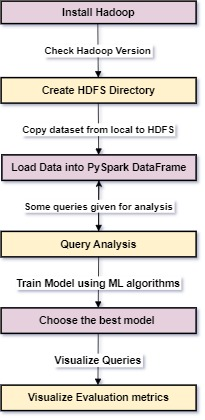 Install Hadoop
Check Hadoop Version
Create HDFS Directory
Copy dataset from local to HDFS
Load Data into PySpark DataFrame
Some queries given for analysis
Query Analysis
Train Model using ML algorithms
Choose the best model
Visualize Queries
Visualize Evaluation metrics